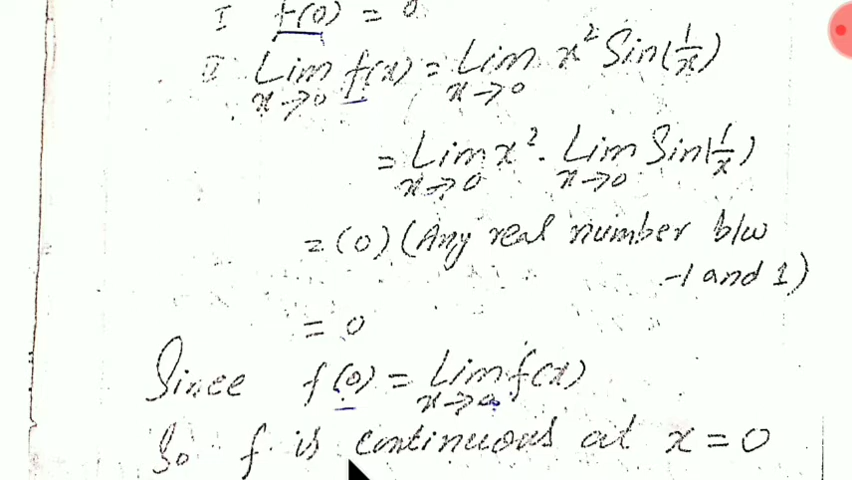 I f(0) = 0
II Lim x→0 f(x) = Lim x→0 x² Sin(1/x)
= Lim x→0 x² . Lim x→0 Sin(1/x)
= (0) (Any real number b/w
-1 and 1)
= 0
Since f(0) = Lim x→0 f(x)
So f is continuous at x = 0